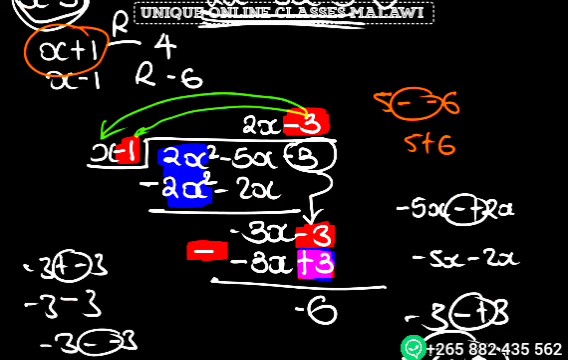 UNIQUE ONLINE CLASSES MALAWI
R
x+1 4
x-1 R -6
5 - -6
5+6
2x-3
x-1 2x²-5x-3
-2x²-2x
-3x-3
- -3x+3
-6
-5x-+2x
-5x-2x
-3-+3
-3+-3
-3-3
-3--3
+265 882 435 562